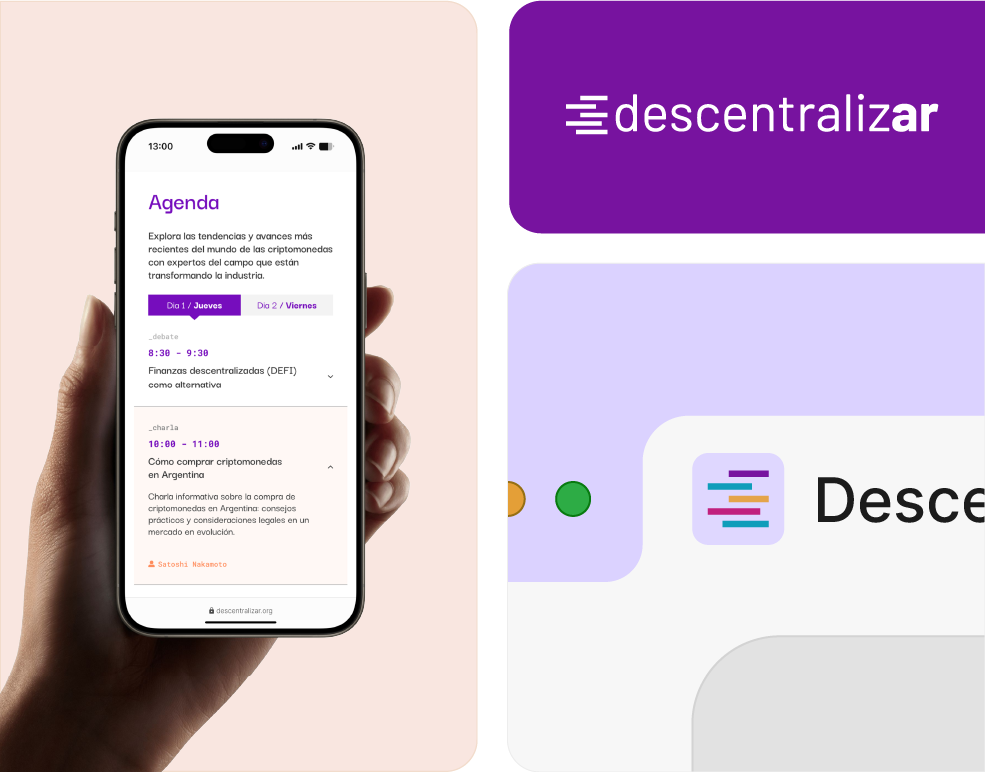 13:00
Agenda
Explora las tendencias y avances más
recientes del mundo de las criptomonedas
con expertos del campo que están
transformando la industria.
Día 1 / Jueves
Día 2 / Viernes
_debate
8:30 - 9:30
Finanzas descentralizadas (DEFI)
como alternativa
_charla
10:00 - 11:00
Cómo comprar criptomonedas
en Argentina
Charla informativa sobre la compra de
criptomonedas en Argentina: consejos
prácticos y consideraciones legales en un
mercado en evolución.
Satoshi Nakamoto
descentralizar.org
descentralizar
Desce